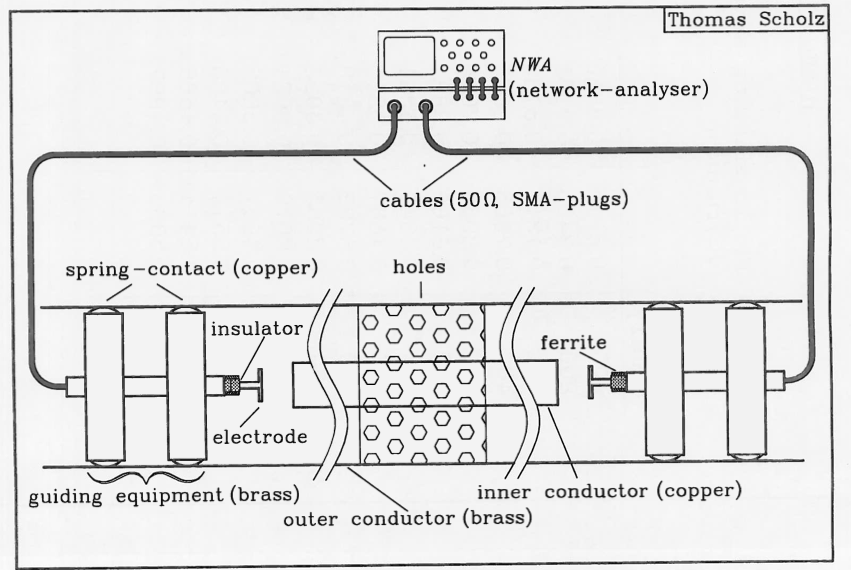 Thomas Scholz
NWA
(network-analyser)
cables (50Ω, SMA-plugs)
spring-contact (copper)
holes
insulator
ferrite
electrode
guiding equipment (brass)
inner conductor (copper)
outer conductor (brass)